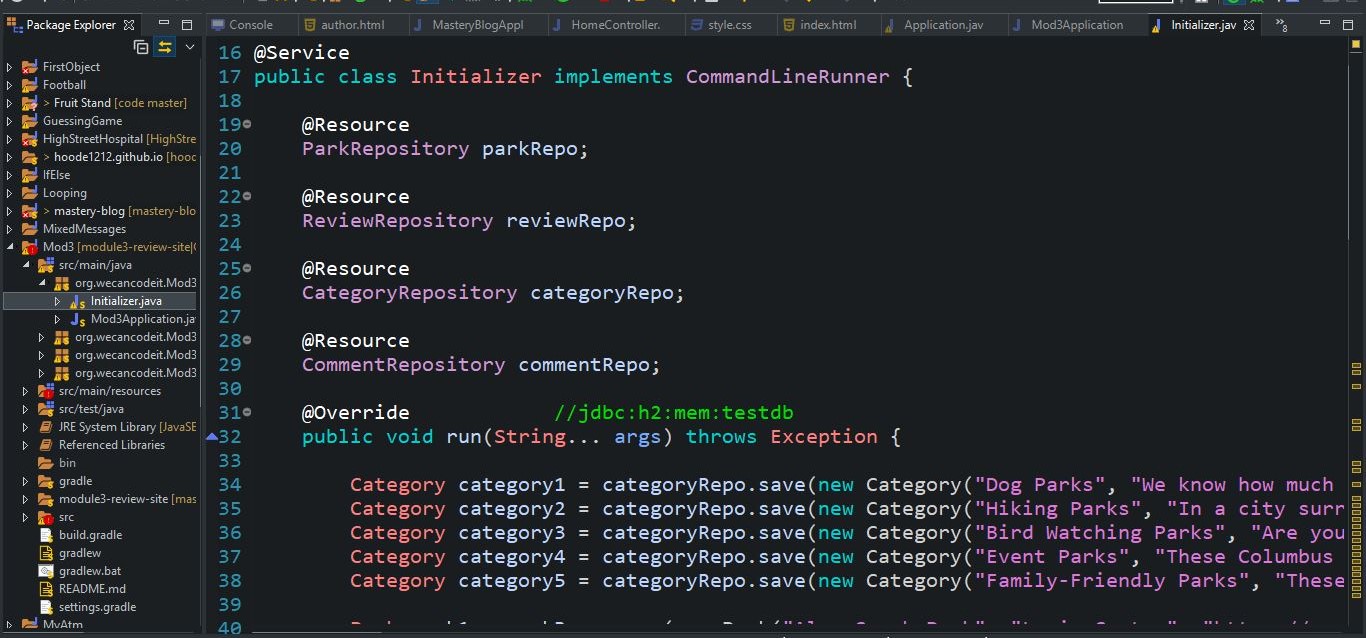 Package Explorer
Console
author.html
MasteryBlogAppl
HomeController.
style.css
index.html
Application.jav
Mod3Application
Initializer.jav
8
FirstObject
Football
> Fruit Stand [code master]
GuessingGame
HighStreetHospital [HighStre
> hoode1212.github.io [hooc
IfElse
Looping
> mastery-blog [mastery-blo
MixedMessages
Mod3 [module3-review-site
src/main/java
org.wecancodeit.Mod3
Initializer.java
Mod3Application.ja
org.wecancodeit.Mod3
org.wecancodeit.Mod3
org.wecancodeit.Mod3
src/main/resources
src/test/java
JRE System Library [JavaSE
Referenced Libraries
bin
gradle
module3-review-site [mas
src
build.gradle
gradlew
gradlew.bat
README.md
settings.gradle
MyAtm
16 @Service
17 public class Initializer implements CommandLineRunner {
18
19 @Resource
20 ParkRepository parkRepo;
21
22 @Resource
23 ReviewRepository reviewRepo;
24
25 @Resource
26 CategoryRepository categoryRepo;
27
28 @Resource
29 CommentRepository commentRepo;
30
31 @Override //jdbc:h2:mem:testdb
32 public void run(String... args) throws Exception {
33
34 Category category1 = categoryRepo.save(new Category("Dog Parks", "We know how much
35 Category category2 = categoryRepo.save(new Category("Hiking Parks", "In a city surr
36 Category category3 = categoryRepo.save(new Category("Bird Watching Parks", "Are you
37 Category category4 = categoryRepo.save(new Category("Event Parks", "These Columbus
38 Category category5 = categoryRepo.save(new Category("Family-Friendly Parks", "These
39
40